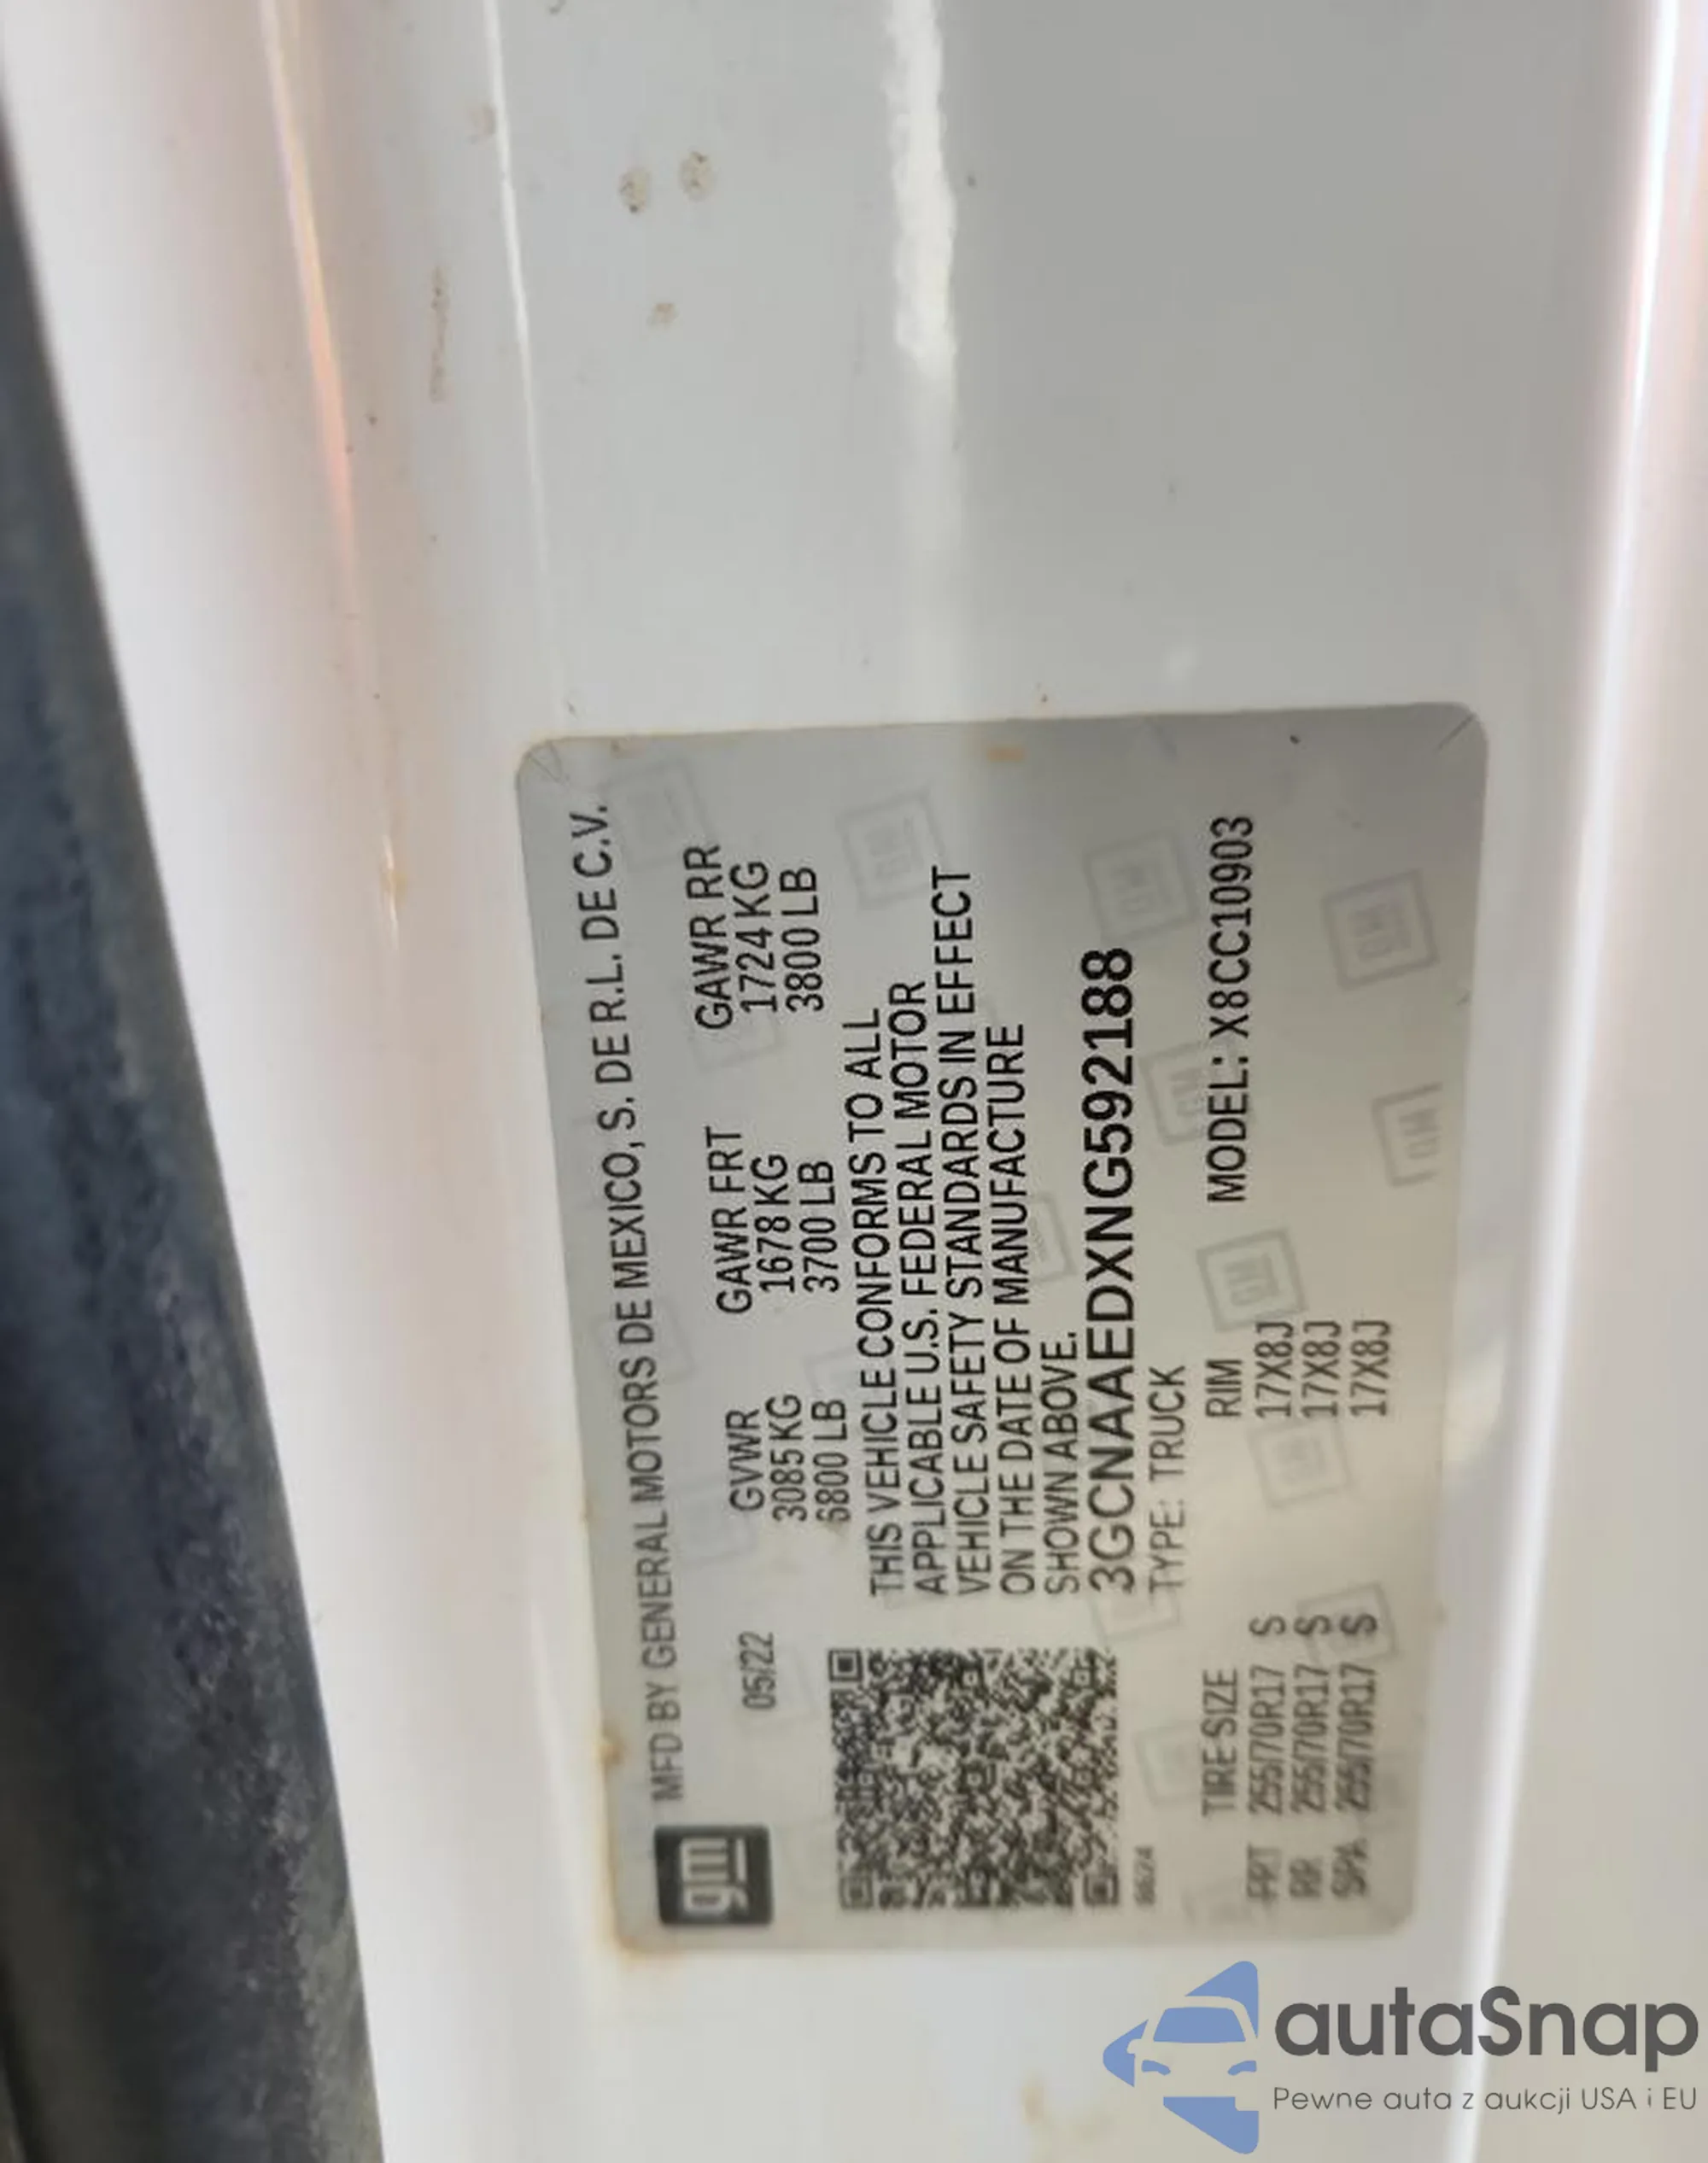 gm
MFD BY GENERAL MOTORS DE MEXICO, S. DE R.L. DE C.V.
05/22 GVWR GAWR FRT GAWR RR
3085 KG 1678 KG 1724 KG
6800 LB 3700 LB 3800 LB
THIS VEHICLE CONFORMS TO ALL
APPLICABLE U.S. FEDERAL MOTOR
VEHICLE SAFETY STANDARDS IN EFFECT
ON THE DATE OF MANUFACTURE
SHOWN ABOVE.
3GCNAAEDXNG592188
TYPE: TRUCK
TIRE SIZE RIM MODEL: X8CC10903
FRT 255/70R17 S 17X8J
RR 255/70R17 S 17X8J
SPA 255/70R17 S 17X8J
autaSnap
Pewne auta z aukcji USA i EU